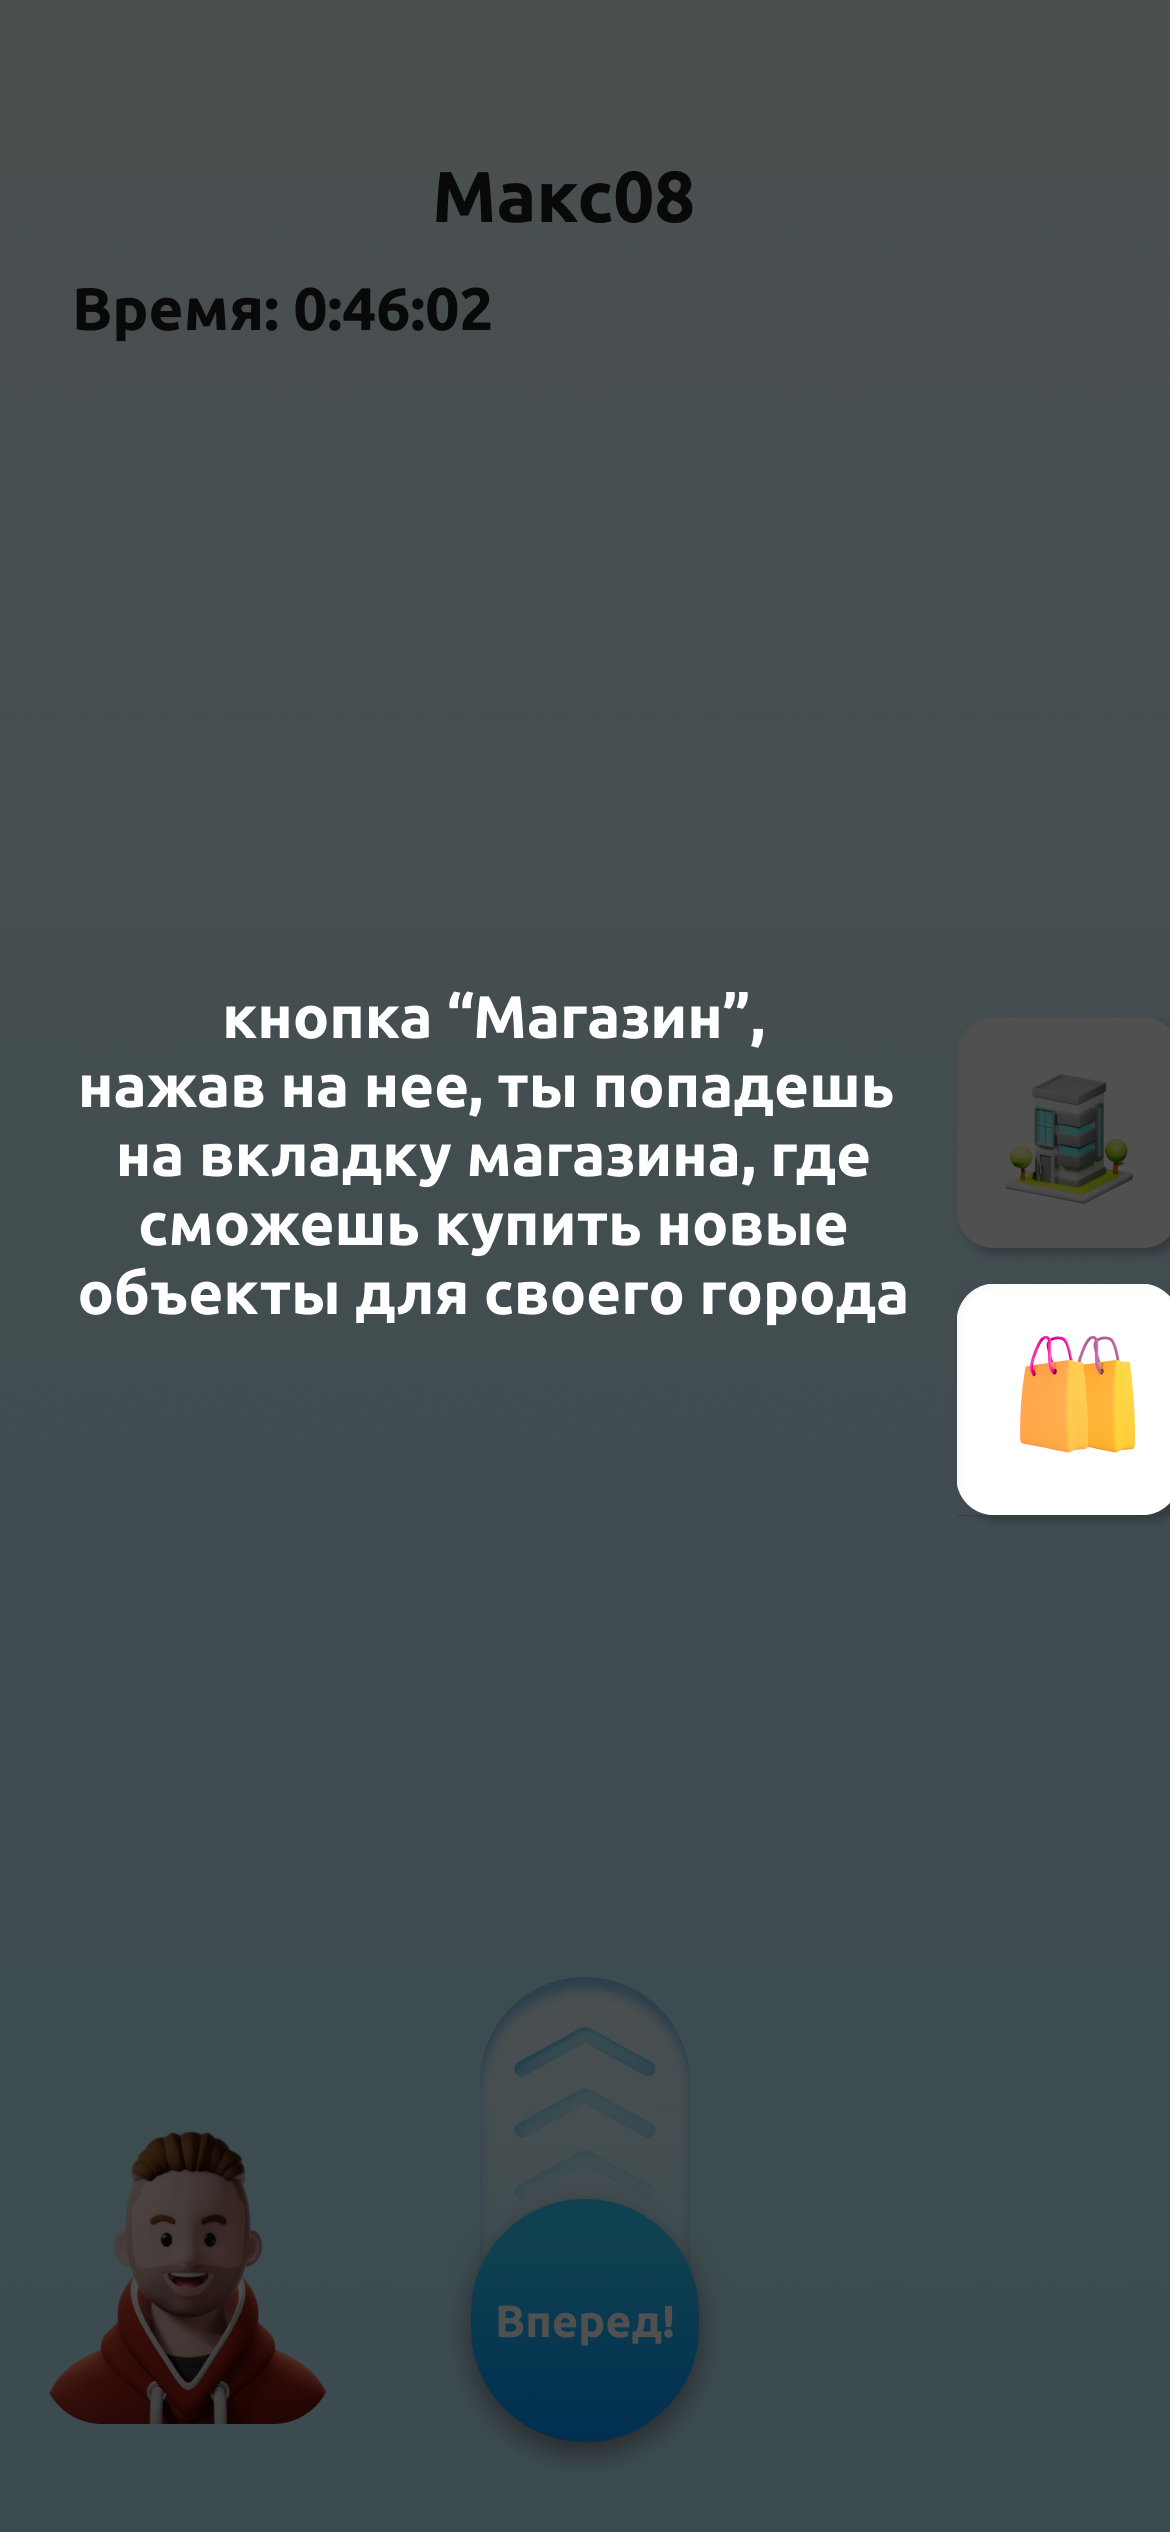 Макс08
Время: 0:46:02
кнопка “Магазин”,
нажав на нее, ты попадешь
на вкладку магазина, где
сможешь купить новые
объекты для своего города
Вперед!